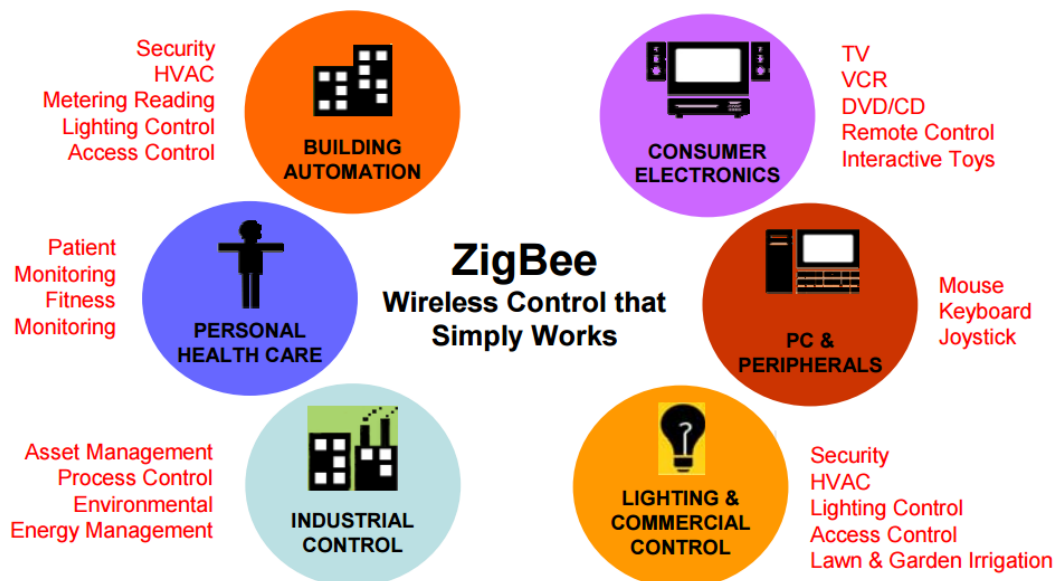 Security
HVAC
Metering Reading
Lighting Control
Access Control
BUILDING
AUTOMATION
CONSUMER
ELECTRONICS
TV
VCR
DVD/CD
Remote Control
Interactive Toys
Patient
Monitoring
Fitness
Monitoring
PERSONAL
HEALTH CARE
ZigBee
Wireless Control that
Simply Works
PC &
PERIPHERALS
Mouse
Keyboard
Joystick
Asset Management
Process Control
Environmental
Energy Management
INDUSTRIAL
CONTROL
?
LIGHTING &
COMMERCIAL
CONTROL
Security
HVAC
Lighting Control
Access Control
Lawn & Garden Irrigation